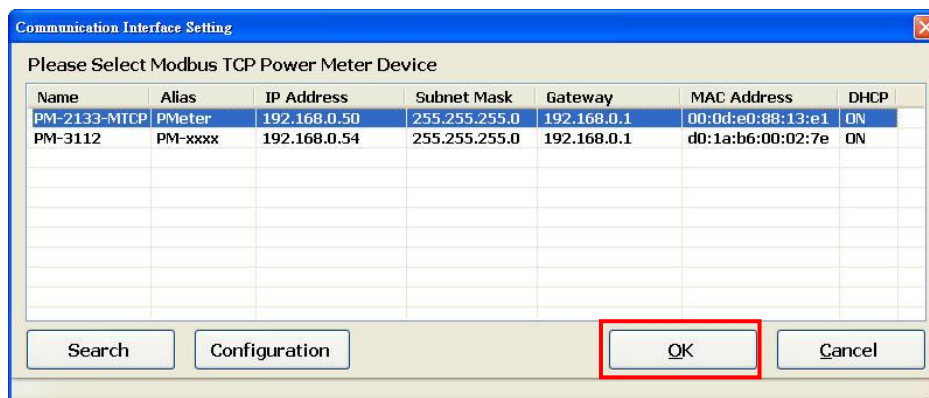 Communication Interface Setting
Please Select Modbus TCP Power Meter Device
Name Alias IP Address Subnet Mask Gateway MAC Address DHCP
PM-2133-MTCP PMeter 192.168.0.50 255.255.255.0 192.168.0.1 00:0d:e0:88:13:e1 ON
PM-3112 PM-xxxx 192.168.0.54 255.255.255.0 192.168.0.1 d0:1a:b6:00:02:7e ON
Search Configuration OK Cancel